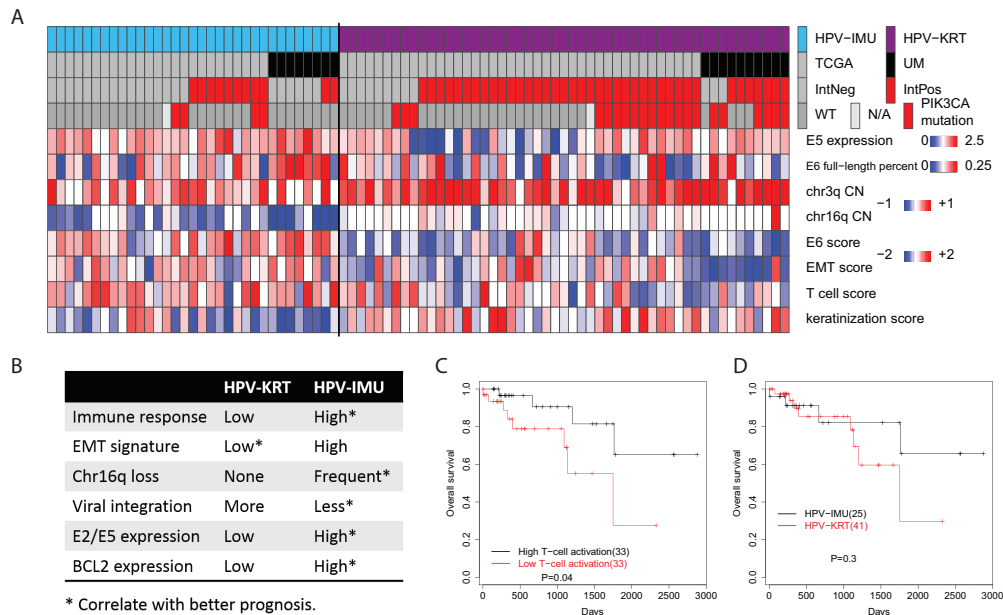 A
HPV−IMU HPV−KRT
TCGA UM
IntNeg IntPos
WT N/A PIK3CA
mutation
E5 expression 0 2.5
E6 full−length percent 0 0.25
chr3q CN
−1 +1
chr16q CN
E6 score
−2 +2
EMT score
T cell score
keratinization score
B
HPV-KRT HPV-IMU
Immune response Low High*
EMT signature Low* High
Chr16q loss None Frequent*
Viral integration More Less*
E2/E5 expression Low High*
BCL2 expression Low High*
* Correlate with better prognosis.
C
Overall survival
1.0
0.8
0.6
0.4
0.2
0.0
High T−cell activation(33)
Low T−cell activation(33)
P=0.04
0 500 1000 1500 2000 2500 3000
Days
D
Overall survival
1.0
0.8
0.6
0.4
0.2
0.0
HPV−IMU(25)
HPV−KRT(41)
P=0.3
0 500 1000 1500 2000 2500 3000
Days